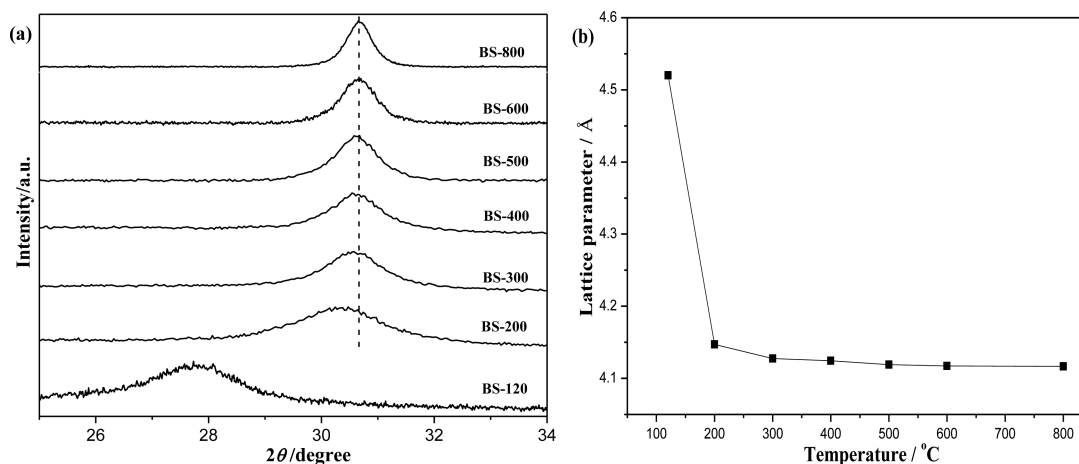 (a)
BS-800
BS-600
BS-500
BS-400
BS-300
BS-200
BS-120
Intensity/a.u.
26 28 30 32 34
2θ /degree
(b)
4.6
4.5
4.4
4.3
4.2
4.1
Lattice parameter / Å
100 200 300 400 500 600 700 800
Temperature / °C